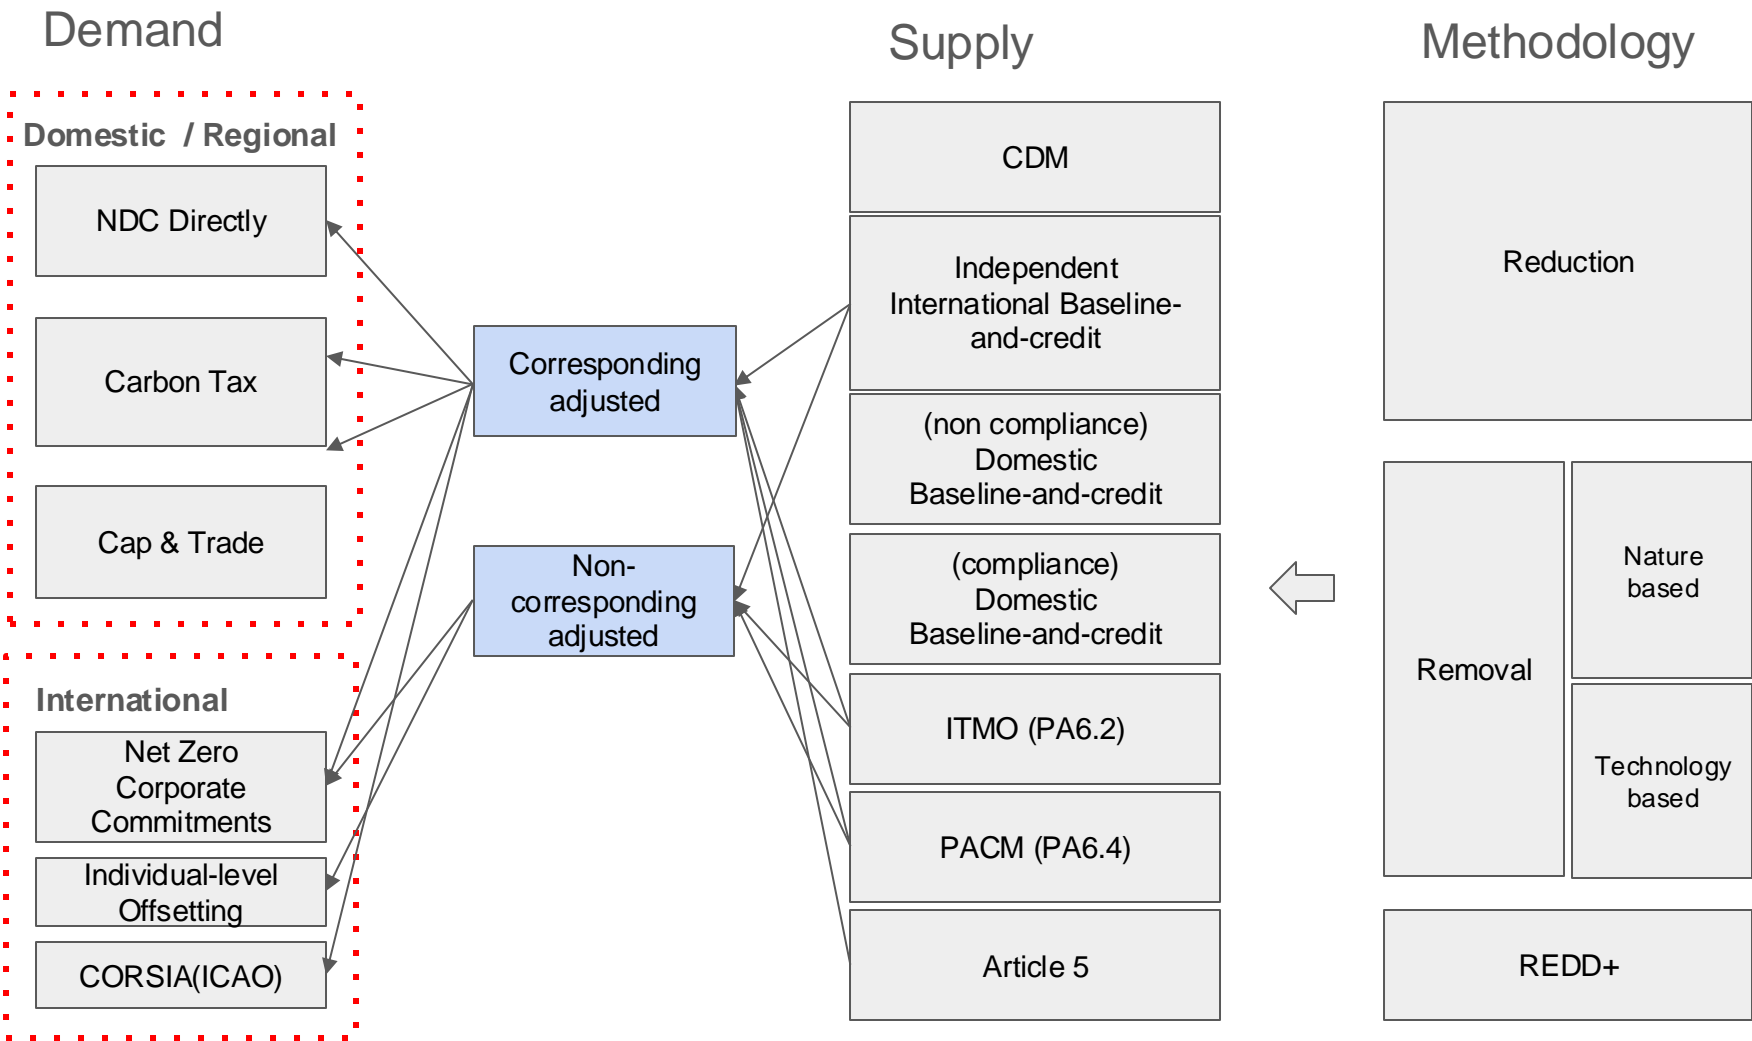 Demand
Supply
Methodology
Domestic / Regional
NDC Directly
Carbon Tax
Cap & Trade
International
Net Zero
Corporate
Commitments
Individual-level
Offsetting
CORSIA(ICAO)
Corresponding
adjusted
Non-
corresponding
adjusted
CDM
Independent
International Baseline-
and-credit
(non compliance)
Domestic
Baseline-and-credit
(compliance)
Domestic
Baseline-and-credit
ITMO (PA6.2)
PACM (PA6.4)
Article 5
Reduction
Removal
Nature
based
Technology
based
REDD+